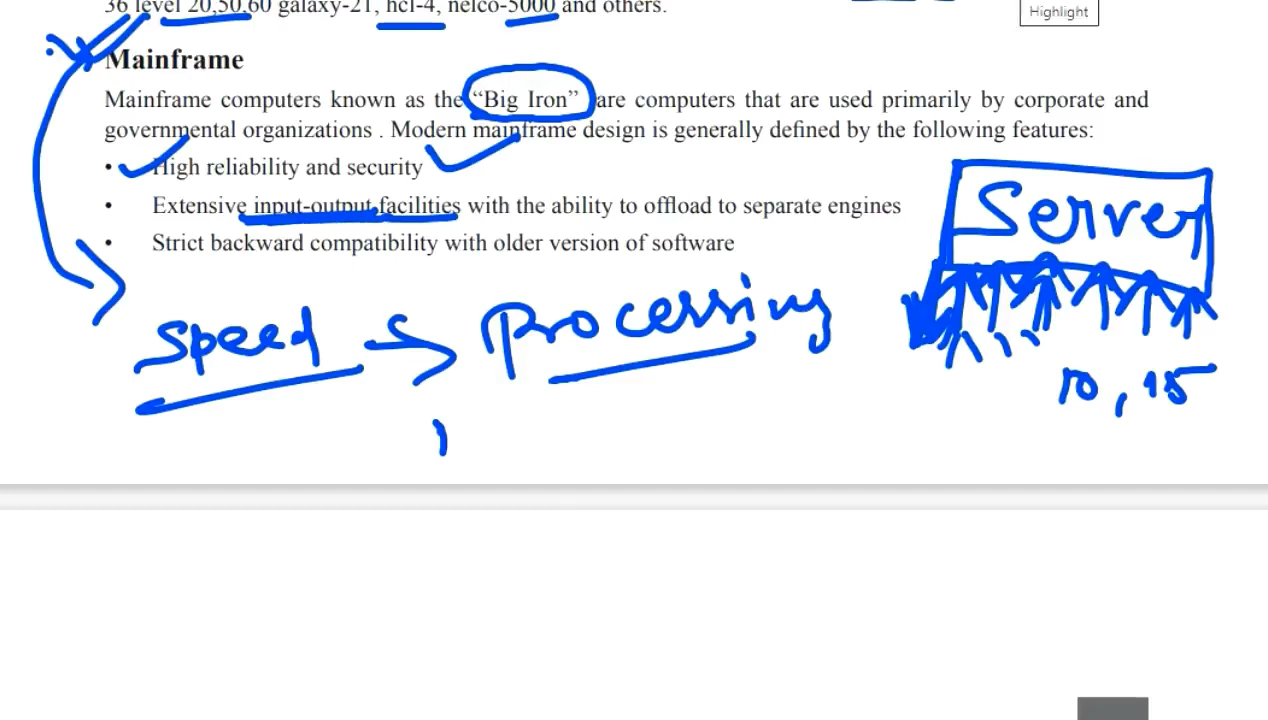 36 level 20,50,60 galaxy-21, hcl-4, nelco-5000 and others.
Highlight
Mainframe
Mainframe computers known as the “Big Iron” are computers that are used primarily by corporate and
governmental organizations . Modern mainframe design is generally defined by the following features:
• High reliability and security
• Extensive input-output facilities with the ability to offload to separate engines
• Strict backward compatibility with older version of software
Server
Speed Processing
10, 15